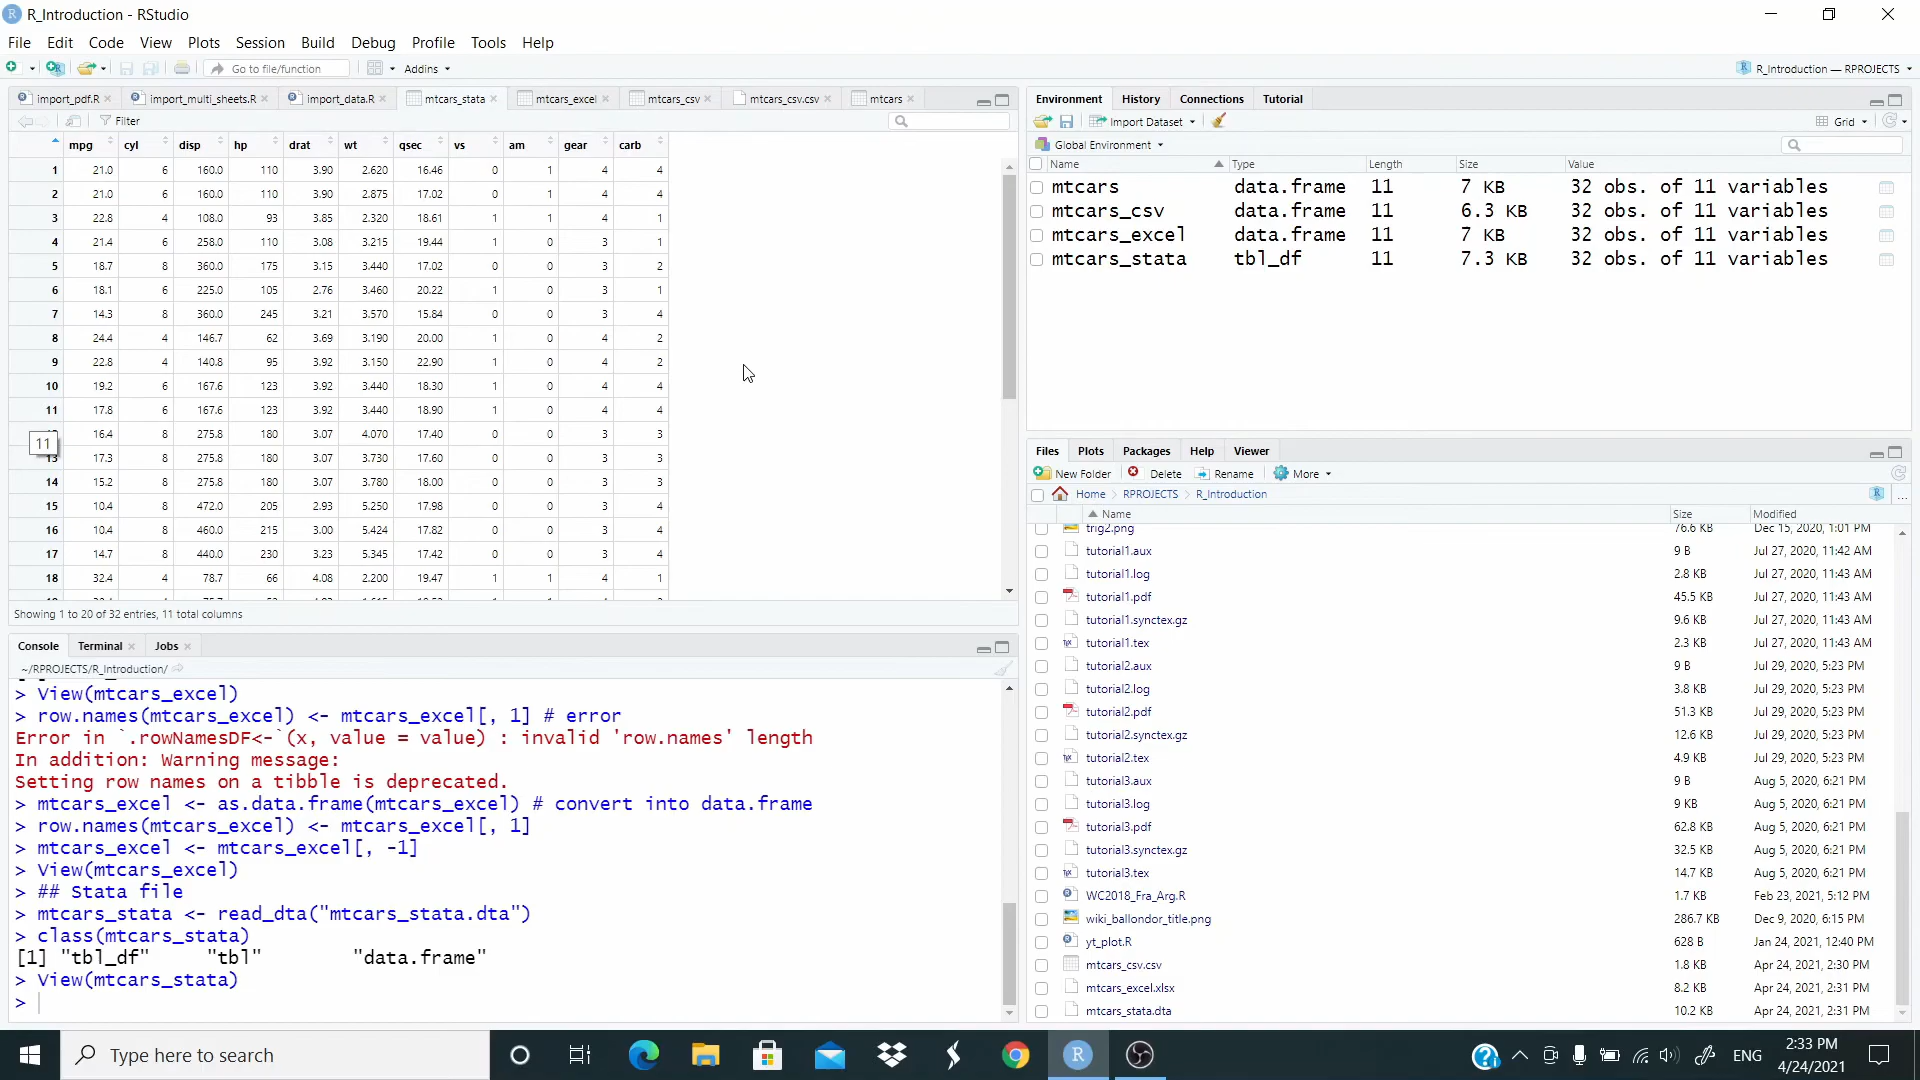 R_Introduction - RStudio
File Edit Code View Plots Session Build Debug Profile Tools Help
Go to file/function Addins R_Introduction — RPROJECTS
import_pdf.R import_multi_sheets.R import_data.R mtcars_stata mtcars_excel mtcars_csv mtcars_csv.csv mtcars
Filter
mpg cyl disp hp drat wt qsec vs am gear carb
1 21.0 6 160.0 110 3.90 2.620 16.46 0 1 4 4
2 21.0 6 160.0 110 3.90 2.875 17.02 0 1 4 4
3 22.8 4 108.0 93 3.85 2.320 18.61 1 1 4 1
4 21.4 6 258.0 110 3.08 3.215 19.44 1 0 3 1
5 18.7 8 360.0 175 3.15 3.440 17.02 0 0 3 2
6 18.1 6 225.0 105 2.76 3.460 20.22 1 0 3 1
7 14.3 8 360.0 245 3.21 3.570 15.84 0 0 3 4
8 24.4 4 146.7 62 3.69 3.190 20.00 1 0 4 2
9 22.8 4 140.8 95 3.92 3.150 22.90 1 0 4 2
10 19.2 6 167.6 123 3.92 3.440 18.30 1 0 4 4
11 17.8 6 167.6 123 3.92 3.440 18.90 1 0 4 4
16.4 8 275.8 180 3.07 4.070 17.40 0 0 3 3
11
13 17.3 8 275.8 180 3.07 3.730 17.60 0 0 3 3
14 15.2 8 275.8 180 3.07 3.780 18.00 0 0 3 3
15 10.4 8 472.0 205 2.93 5.250 17.98 0 0 3 4
16 10.4 8 460.0 215 3.00 5.424 17.82 0 0 3 4
17 14.7 8 440.0 230 3.23 5.345 17.42 0 0 3 4
18 32.4 4 78.7 66 4.08 2.200 19.47 1 1 4 1
Showing 1 to 20 of 32 entries, 11 total columns
Console Terminal Jobs
~/RPROJECTS/R_Introduction/
> View(mtcars_excel)
> row.names(mtcars_excel) <- mtcars_excel[, 1] # error
Error in `.rowNamesDF<-`(x, value = value) : invalid 'row.names' length
In addition: Warning message:
Setting row names on a tibble is deprecated.
> mtcars_excel <- as.data.frame(mtcars_excel) # convert into data.frame
> row.names(mtcars_excel) <- mtcars_excel[, 1]
> mtcars_excel <- mtcars_excel[, -1]
> View(mtcars_excel)
> ## Stata file
> mtcars_stata <- read_dta("mtcars_stata.dta")
> class(mtcars_stata)
[1] "tbl_df" "tbl" "data.frame"
> View(mtcars_stata)
>
Environment History Connections Tutorial
Import Dataset Grid
Global Environment
Name Type Length Size Value
mtcars data.frame 11 7 KB 32 obs. of 11 variables
mtcars_csv data.frame 11 6.3 KB 32 obs. of 11 variables
mtcars_excel data.frame 11 7 KB 32 obs. of 11 variables
mtcars_stata tbl_df 11 7.3 KB 32 obs. of 11 variables
Files Plots Packages Help Viewer
New Folder Delete Rename More
Home RPROJECTS R_Introduction ...
Name Size Modified
trig2.png 76.6 KB Dec 15, 2020, 1:01 PM
tutorial1.aux 9 B Jul 27, 2020, 11:42 AM
tutorial1.log 2.8 KB Jul 27, 2020, 11:43 AM
tutorial1.pdf 45.5 KB Jul 27, 2020, 11:43 AM
tutorial1.synctex.gz 9.6 KB Jul 27, 2020, 11:43 AM
tutorial1.tex 2.3 KB Jul 27, 2020, 11:43 AM
tutorial2.aux 9 B Jul 29, 2020, 5:23 PM
tutorial2.log 3.8 KB Jul 29, 2020, 5:23 PM
tutorial2.pdf 51.3 KB Jul 29, 2020, 5:23 PM
tutorial2.synctex.gz 12.6 KB Jul 29, 2020, 5:23 PM
tutorial2.tex 4.9 KB Jul 29, 2020, 5:23 PM
tutorial3.aux 9 B Aug 5, 2020, 6:21 PM
tutorial3.log 9 KB Aug 5, 2020, 6:21 PM
tutorial3.pdf 62.8 KB Aug 5, 2020, 6:21 PM
tutorial3.synctex.gz 32.5 KB Aug 5, 2020, 6:21 PM
tutorial3.tex 14.7 KB Aug 5, 2020, 6:21 PM
WC2018_Fra_Arg.R 1.7 KB Feb 23, 2021, 5:12 PM
wiki_ballondor_title.png 286.7 KB Dec 9, 2020, 6:15 PM
yt_plot.R 628 B Jan 24, 2021, 12:40 PM
mtcars_csv.csv 1.8 KB Apr 24, 2021, 2:30 PM
mtcars_excel.xlsx 8.2 KB Apr 24, 2021, 2:31 PM
mtcars_stata.dta 10.2 KB Apr 24, 2021, 2:31 PM
Type here to search
ENG
2:33 PM
4/24/2021